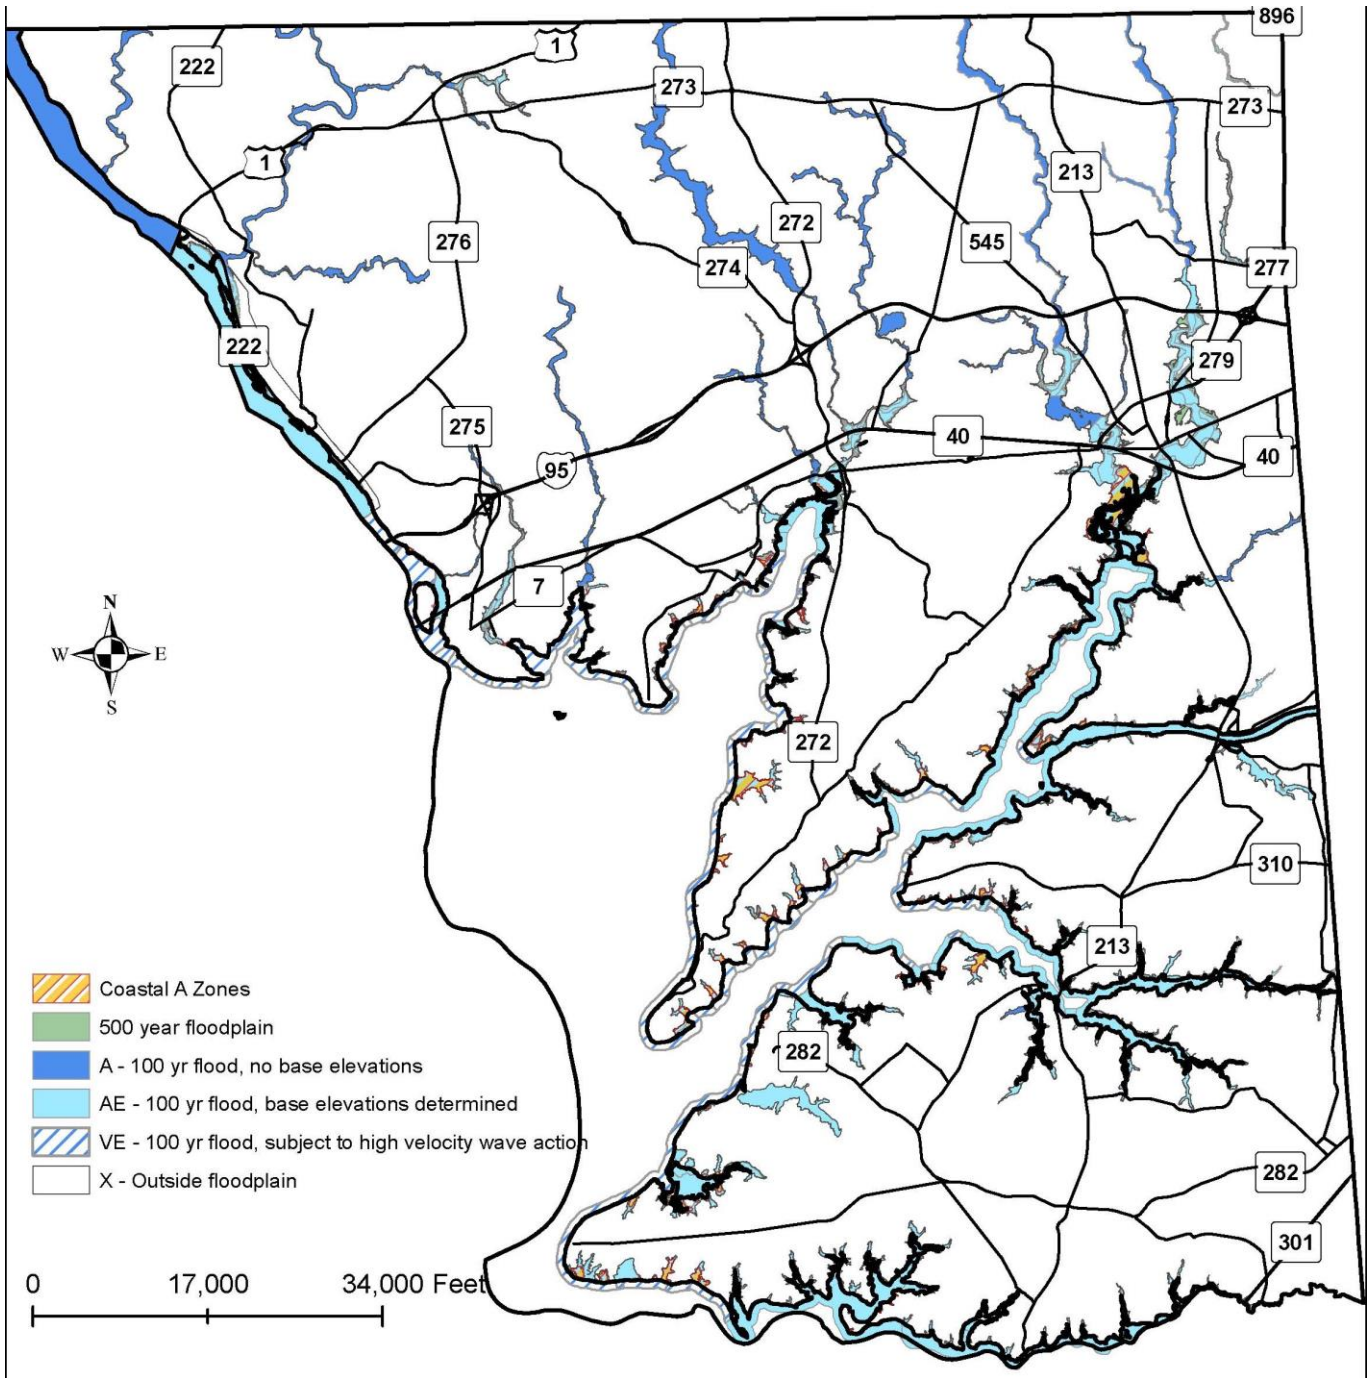 896
222
1
273
273
1
213
276
272
545
274
277
222
279
275
40
40
95
7
N
W E
S
272
310
213
Coastal A Zones
500 year floodplain
A - 100 yr flood, no base elevations
282
AE - 100 yr flood, base elevations determined
VE - 100 yr flood, subject to high velocity wave action
X - Outside floodplain
282
301
0 17,000 34,000 Feet